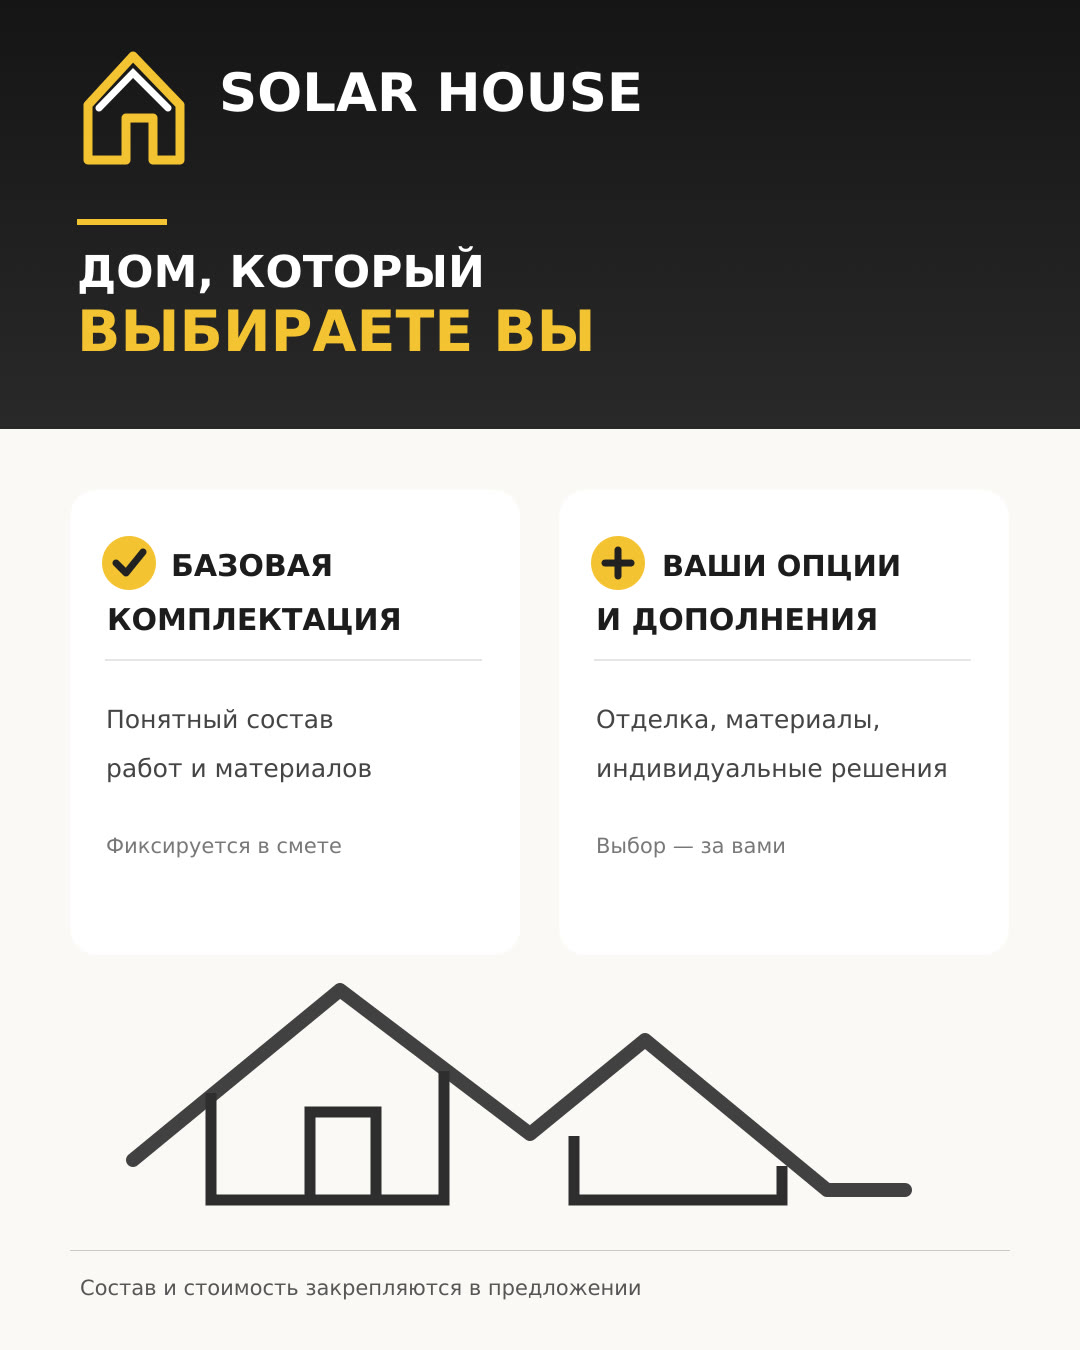 SOLAR HOUSE
ДОМ, КОТОРЫЙ
ВЫБИРАЕТЕ ВЫ
БАЗОВАЯ
КОМПЛЕКТАЦИЯ
Понятный состав
работ и материалов
Фиксируется в смете
ВАШИ ОПЦИИ
И ДОПОЛНЕНИЯ
Отделка, материалы,
индивидуальные решения
Выбор — за вами
Состав и стоимость закрепляются в предложении